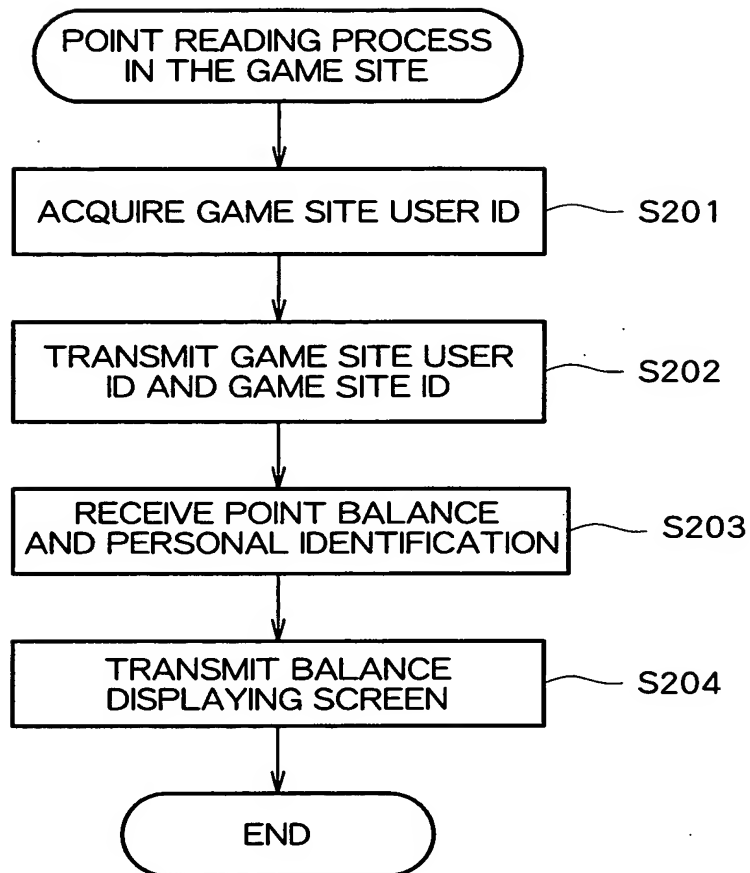 POINT READING PROCESS
IN THE GAME SITE
ACQUIRE GAME SITE USER ID
S201
TRANSMIT GAME SITE USER
ID AND GAME SITE ID
S202
RECEIVE POINT BALANCE
AND PERSONAL IDENTIFICATION
S203
TRANSMIT BALANCE
DISPLAYING SCREEN
S204
END